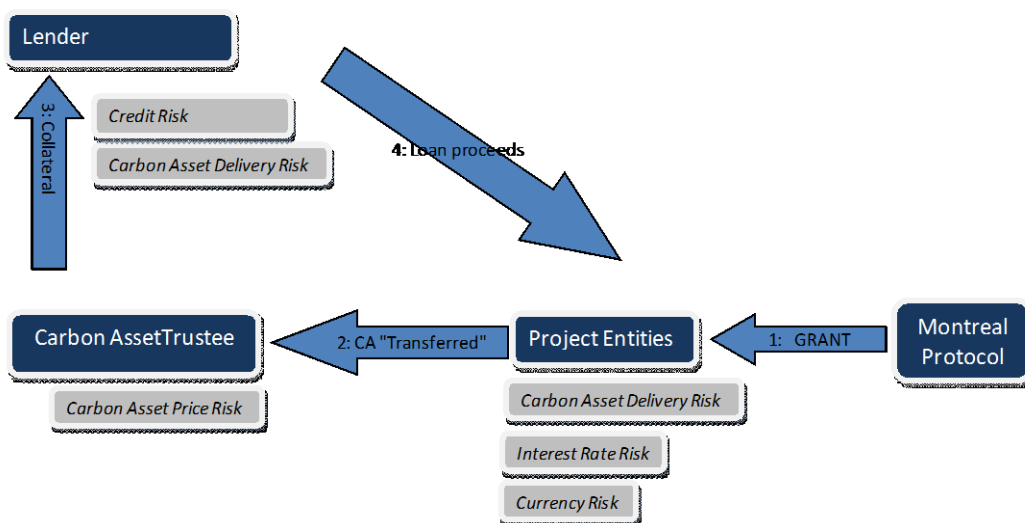 Lender
3: Collateral
Credit Risk
Carbon Asset Delivery Risk
4: Loan proceeds
Carbon AssetTrustee
Carbon Asset Price Risk
2: CA "Transferred"
Project Entities
Carbon Asset Delivery Risk
Interest Rate Risk
Currency Risk
1: GRANT
Montreal
Protocol